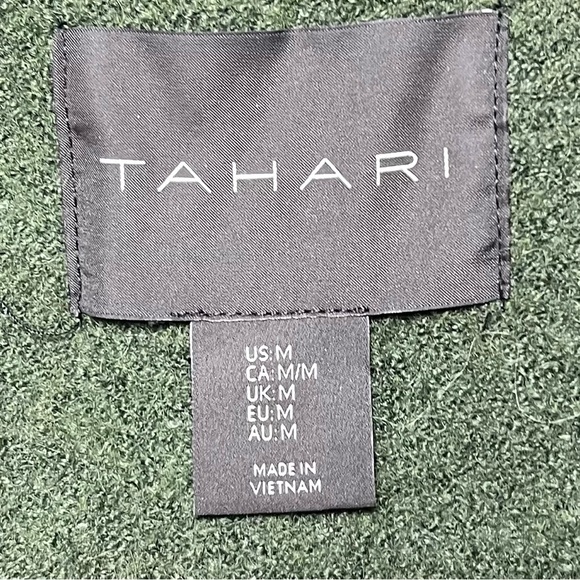 TAHARI
US:M
CA:M/M
UK:M
EU:M
AU:M
MADE IN
VIETNAM